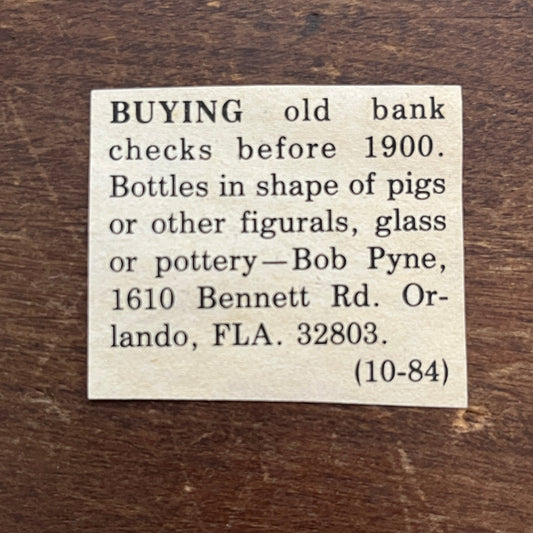 BUYING old bank
checks before 1900.
Bottles in shape of pigs
or other figurals, glass
or pottery—Bob Pyne,
1610 Bennett Rd. Or-
lando, FLA. 32803.
(10-84)